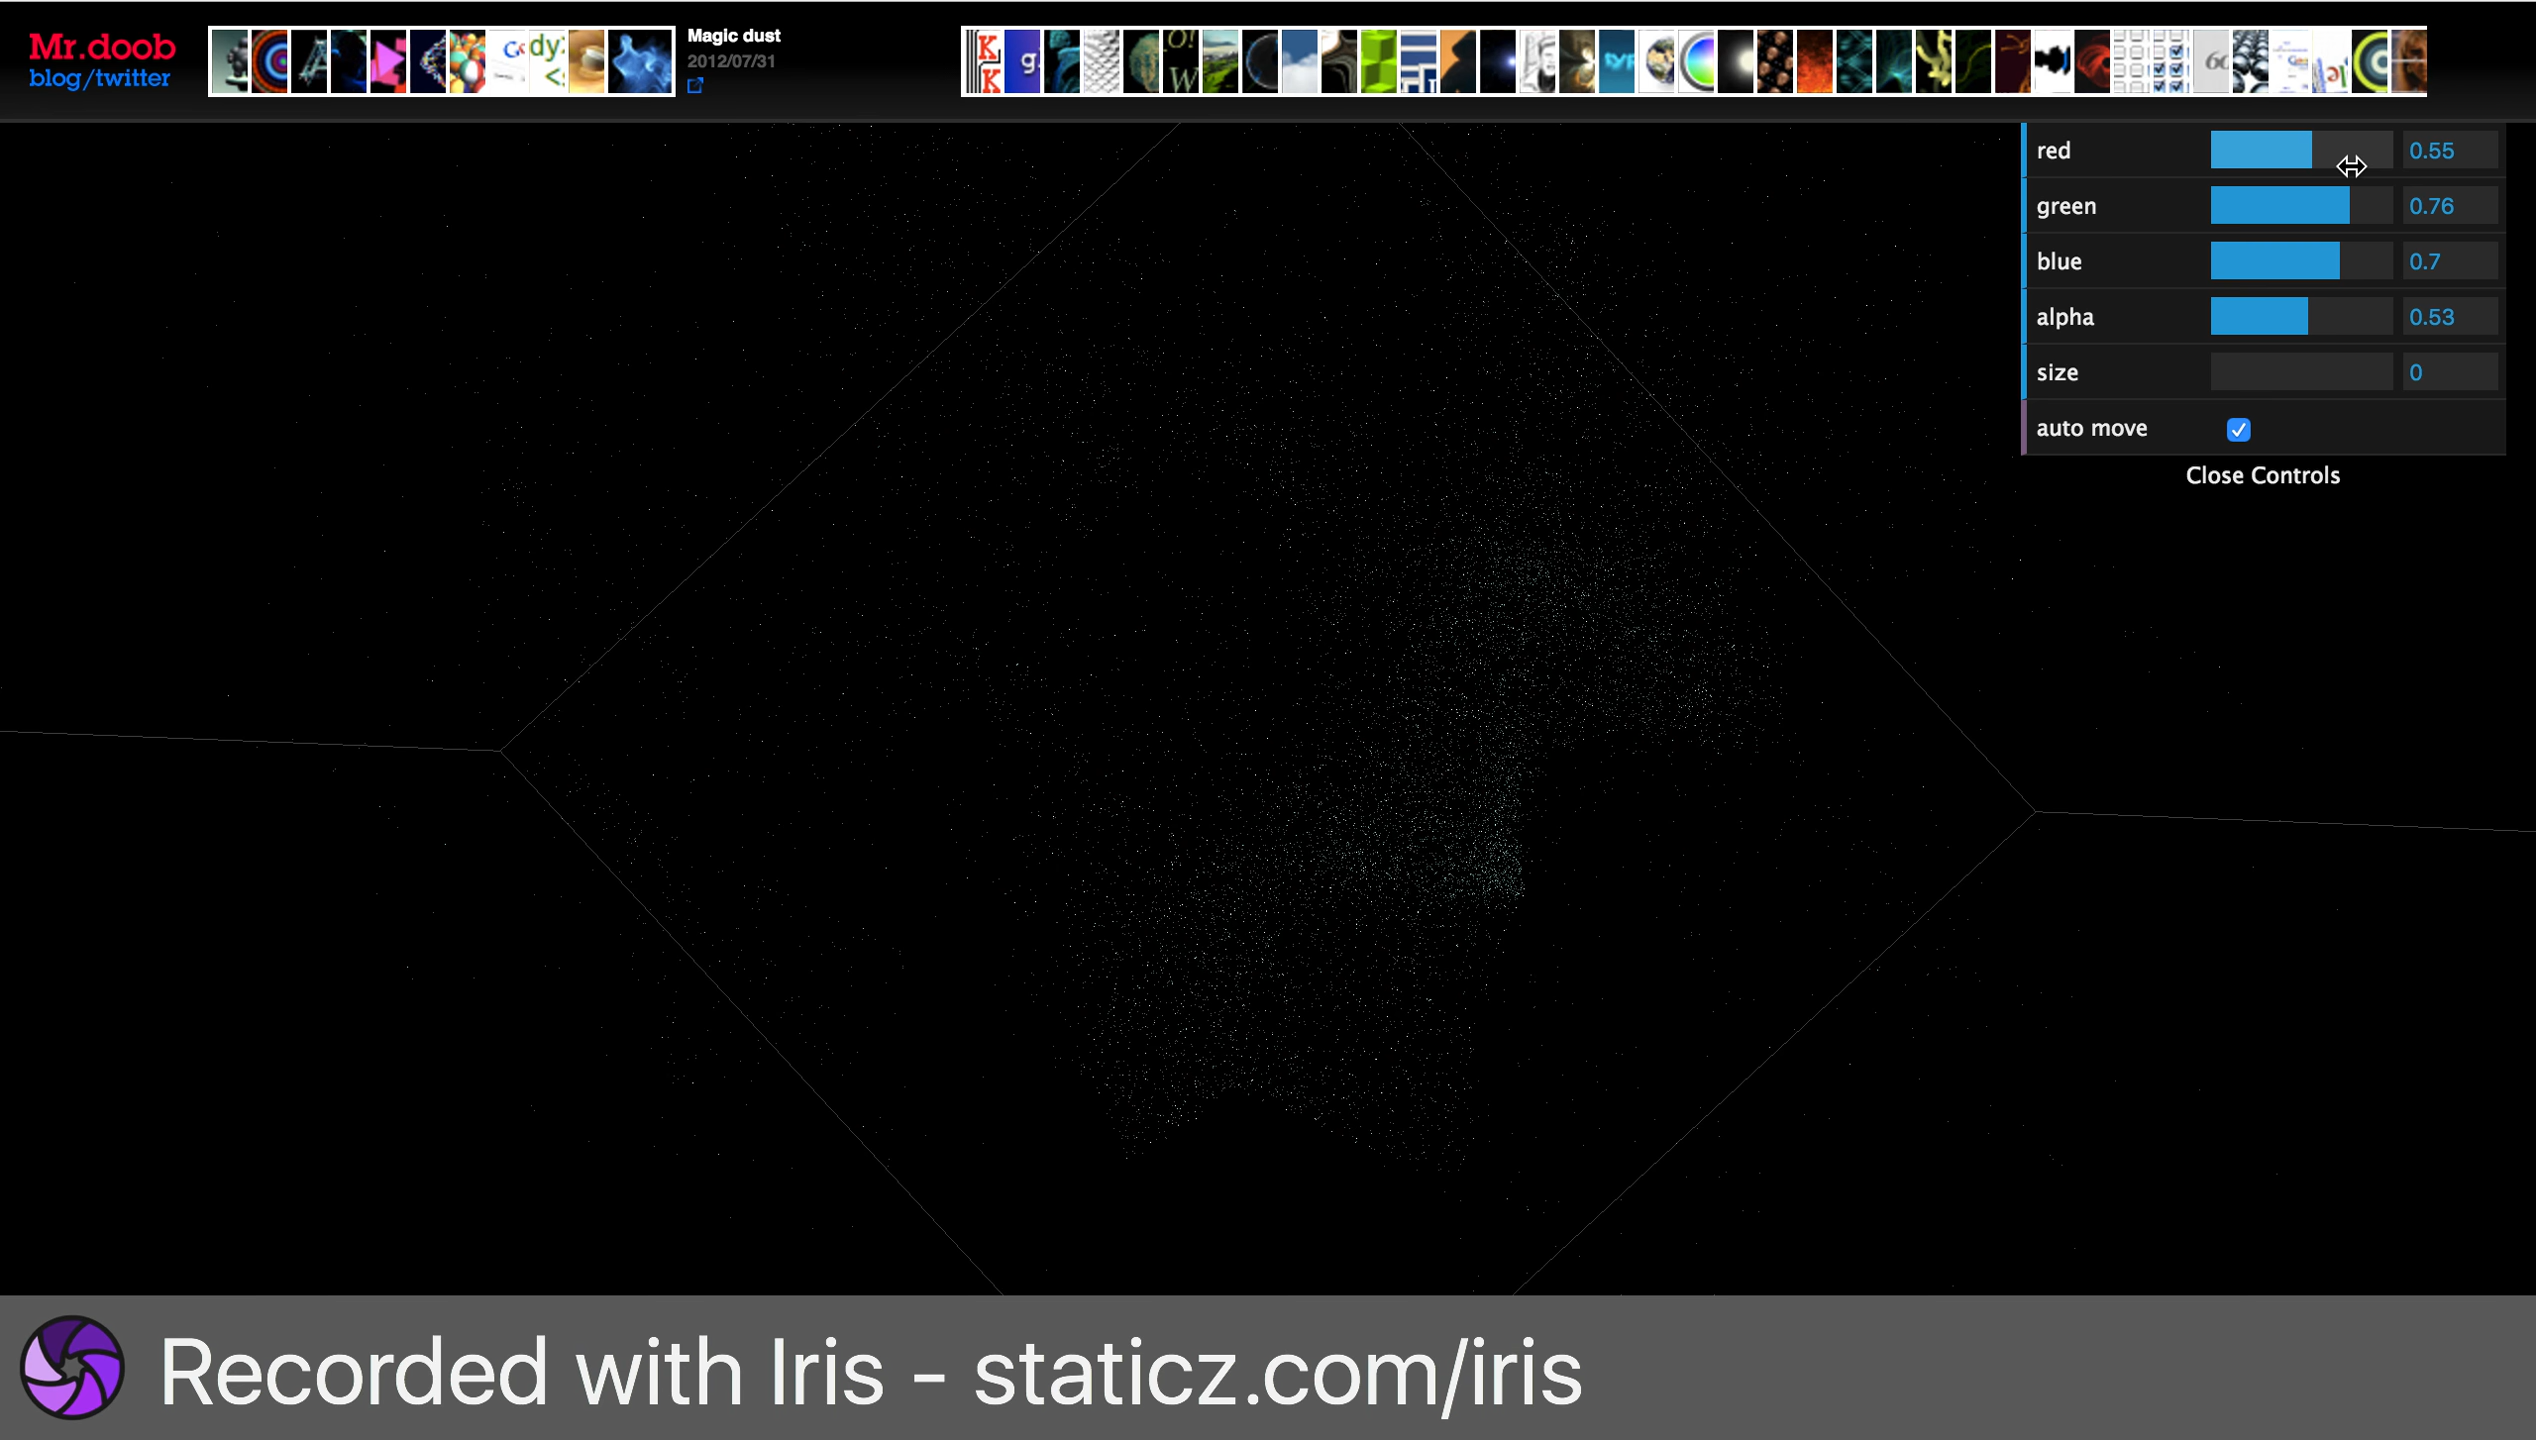 Mr.doob
blog/twitter
Magic dust
2012/07/31
red 0.55
green 0.76
blue 0.7
alpha 0.53
size 0
auto move
Close Controls
Recorded with Iris - staticz.com/iris